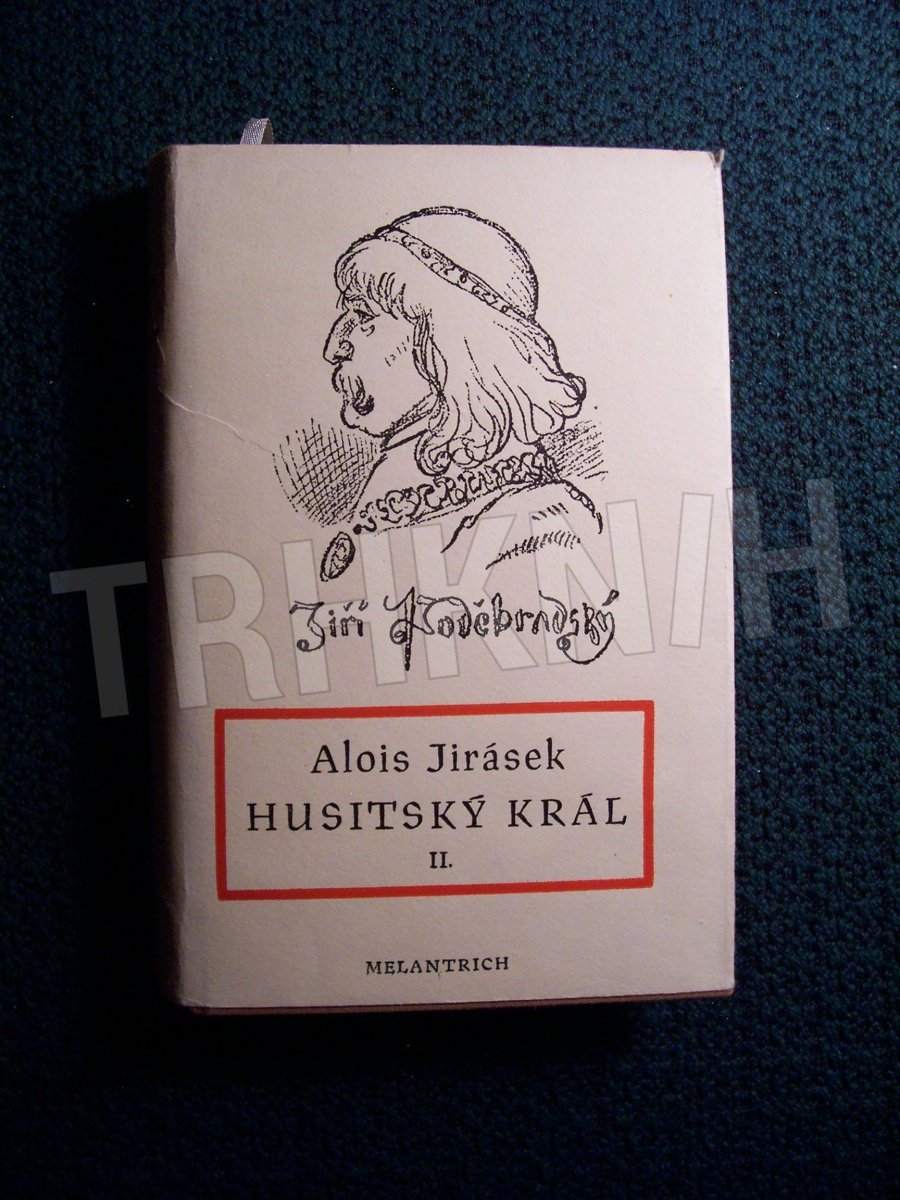 Jiří Poděbradský
Alois Jirásek
HUSITSKÝ KRÁL
II.
MELANTRICH
TRHKNIH